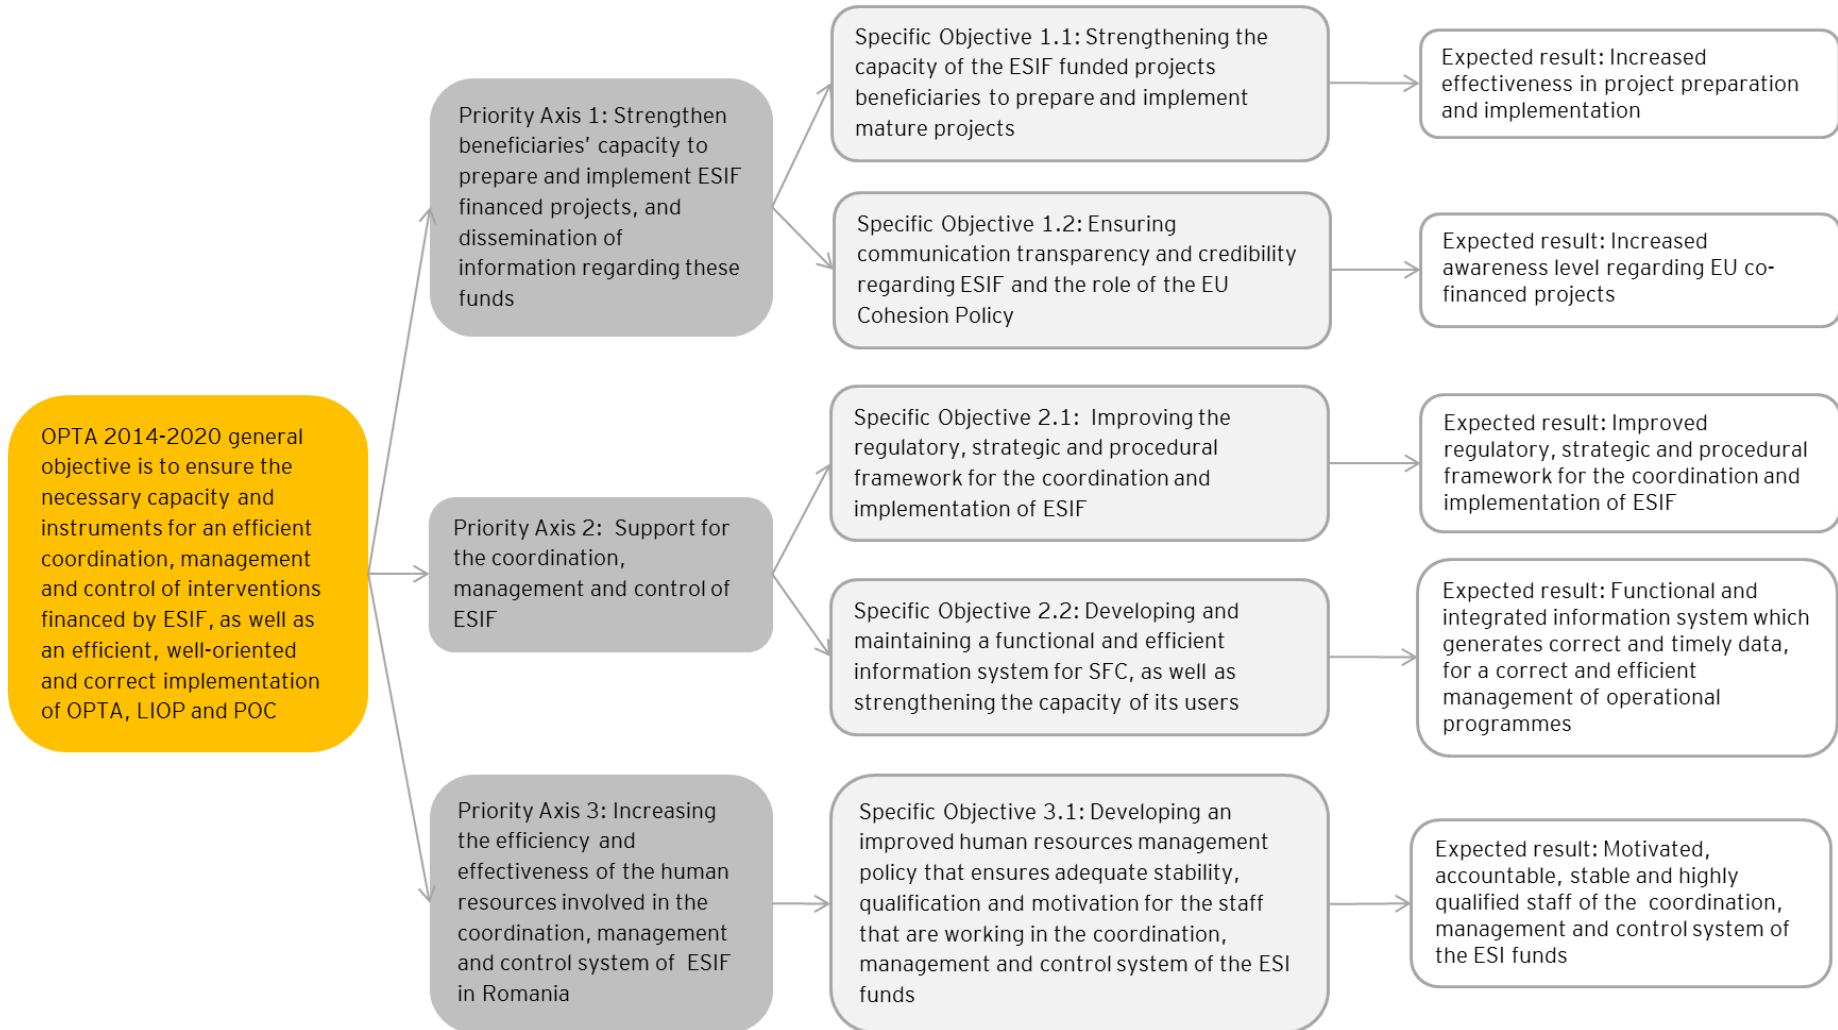 OPTA 2014-2020 general
objective is to ensure the
necessary capacity and
instruments for an efficient
coordination, management
and control of interventions
financed by ESIF, as well as
an efficient, well-oriented
and correct implementation
of OPTA, LIOP and POC
Priority Axis 1: Strengthen
beneficiaries’ capacity to
prepare and implement ESIF
financed projects, and
dissemination of
information regarding these
funds
Specific Objective 1.1: Strengthening the
capacity of the ESIF funded projects
beneficiaries to prepare and implement
mature projects
Expected result: Increased
effectiveness in project preparation
and implementation
Specific Objective 1.2: Ensuring
communication transparency and credibility
regarding ESIF and the role of the EU
Cohesion Policy
Expected result: Increased
awareness level regarding EU co-
financed projects
Priority Axis 2: Support for
the coordination,
management and control of
ESIF
Specific Objective 2.1: Improving the
regulatory, strategic and procedural
framework for the coordination and
implementation of ESIF
Expected result: Improved
regulatory, strategic and procedural
framework for the coordination and
implementation of ESIF
Specific Objective 2.2: Developing and
maintaining a functional and efficient
information system for SFC, as well as
strengthening the capacity of its users
Expected result: Functional and
integrated information system which
generates correct and timely data,
for a correct and efficient
management of operational
programmes
Priority Axis 3: Increasing
the efficiency and
effectiveness of the human
resources involved in the
coordination, management
and control system of ESIF
in Romania
Specific Objective 3.1: Developing an
improved human resources management
policy that ensures adequate stability,
qualification and motivation for the staff
that are working in the coordination,
management and control system of the ESI
funds
Expected result: Motivated,
accountable, stable and highly
qualified staff of the coordination,
management and control system of
the ESI funds